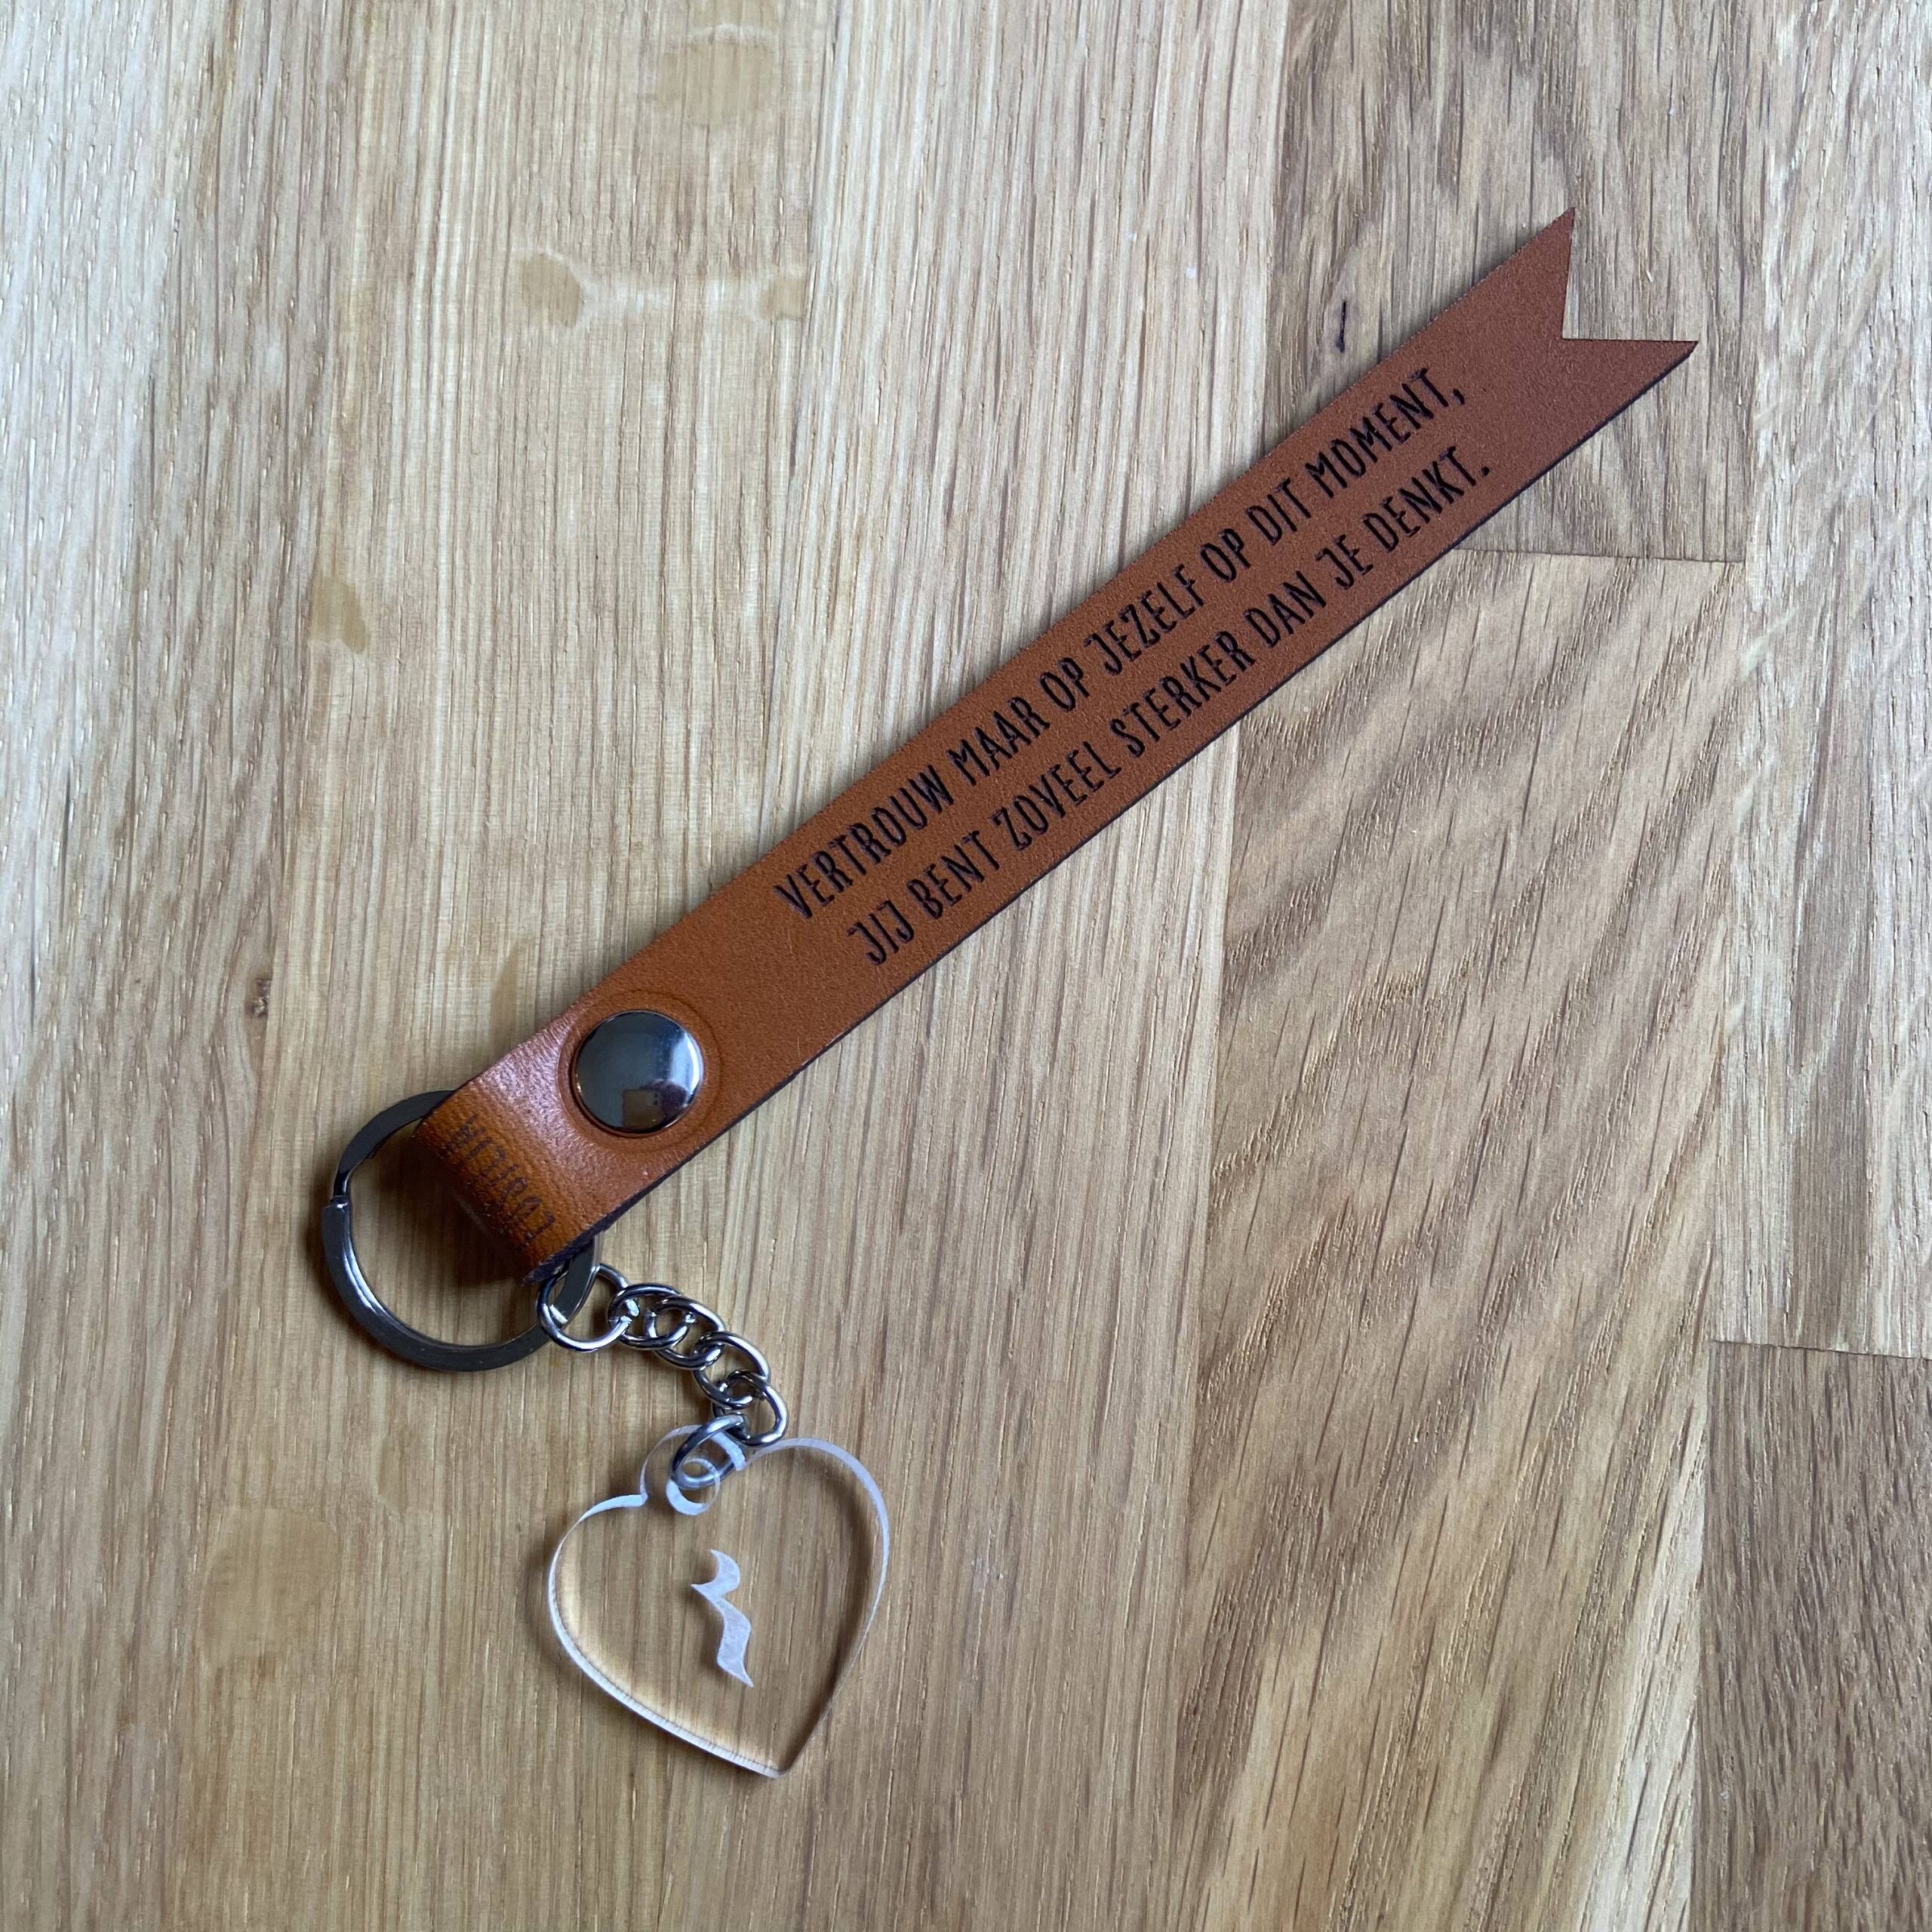 VERTROUW MAAR OP JEZELF OP DIT MOMENT,
JIJ BENT ZOVEEL STERKER DAN JE DENKT.